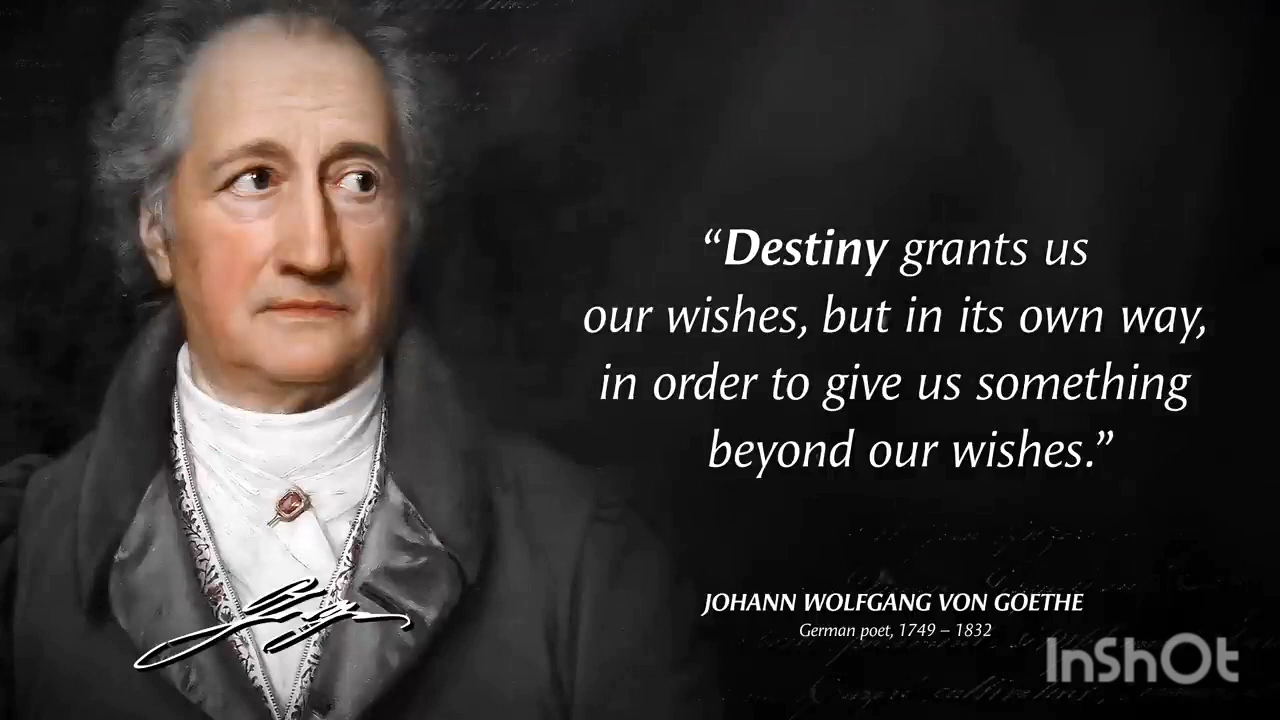 “Destiny grants us
our wishes, but in its own way,
in order to give us something
beyond our wishes.”
JOHANN WOLFGANG VON GOETHE
German poet, 1749 – 1832
InShOt